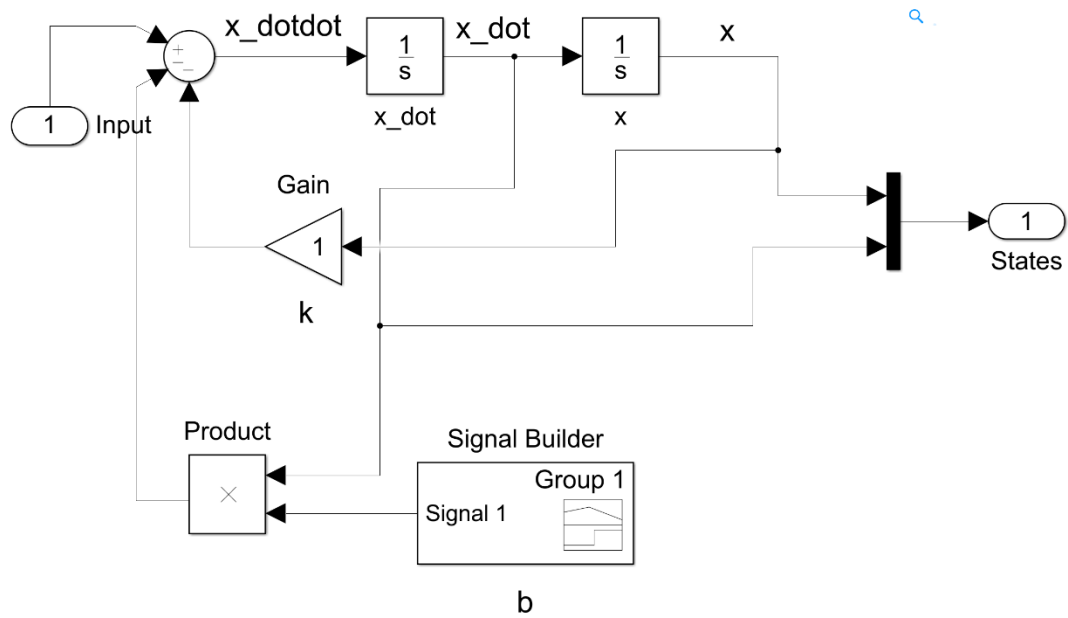 x_dotdot
x_dot
x
+
−
−
1
s
1
s
1
Input
x_dot
x
Gain
1
k
1
States
Product
×
Signal Builder
Group 1
Signal 1
b